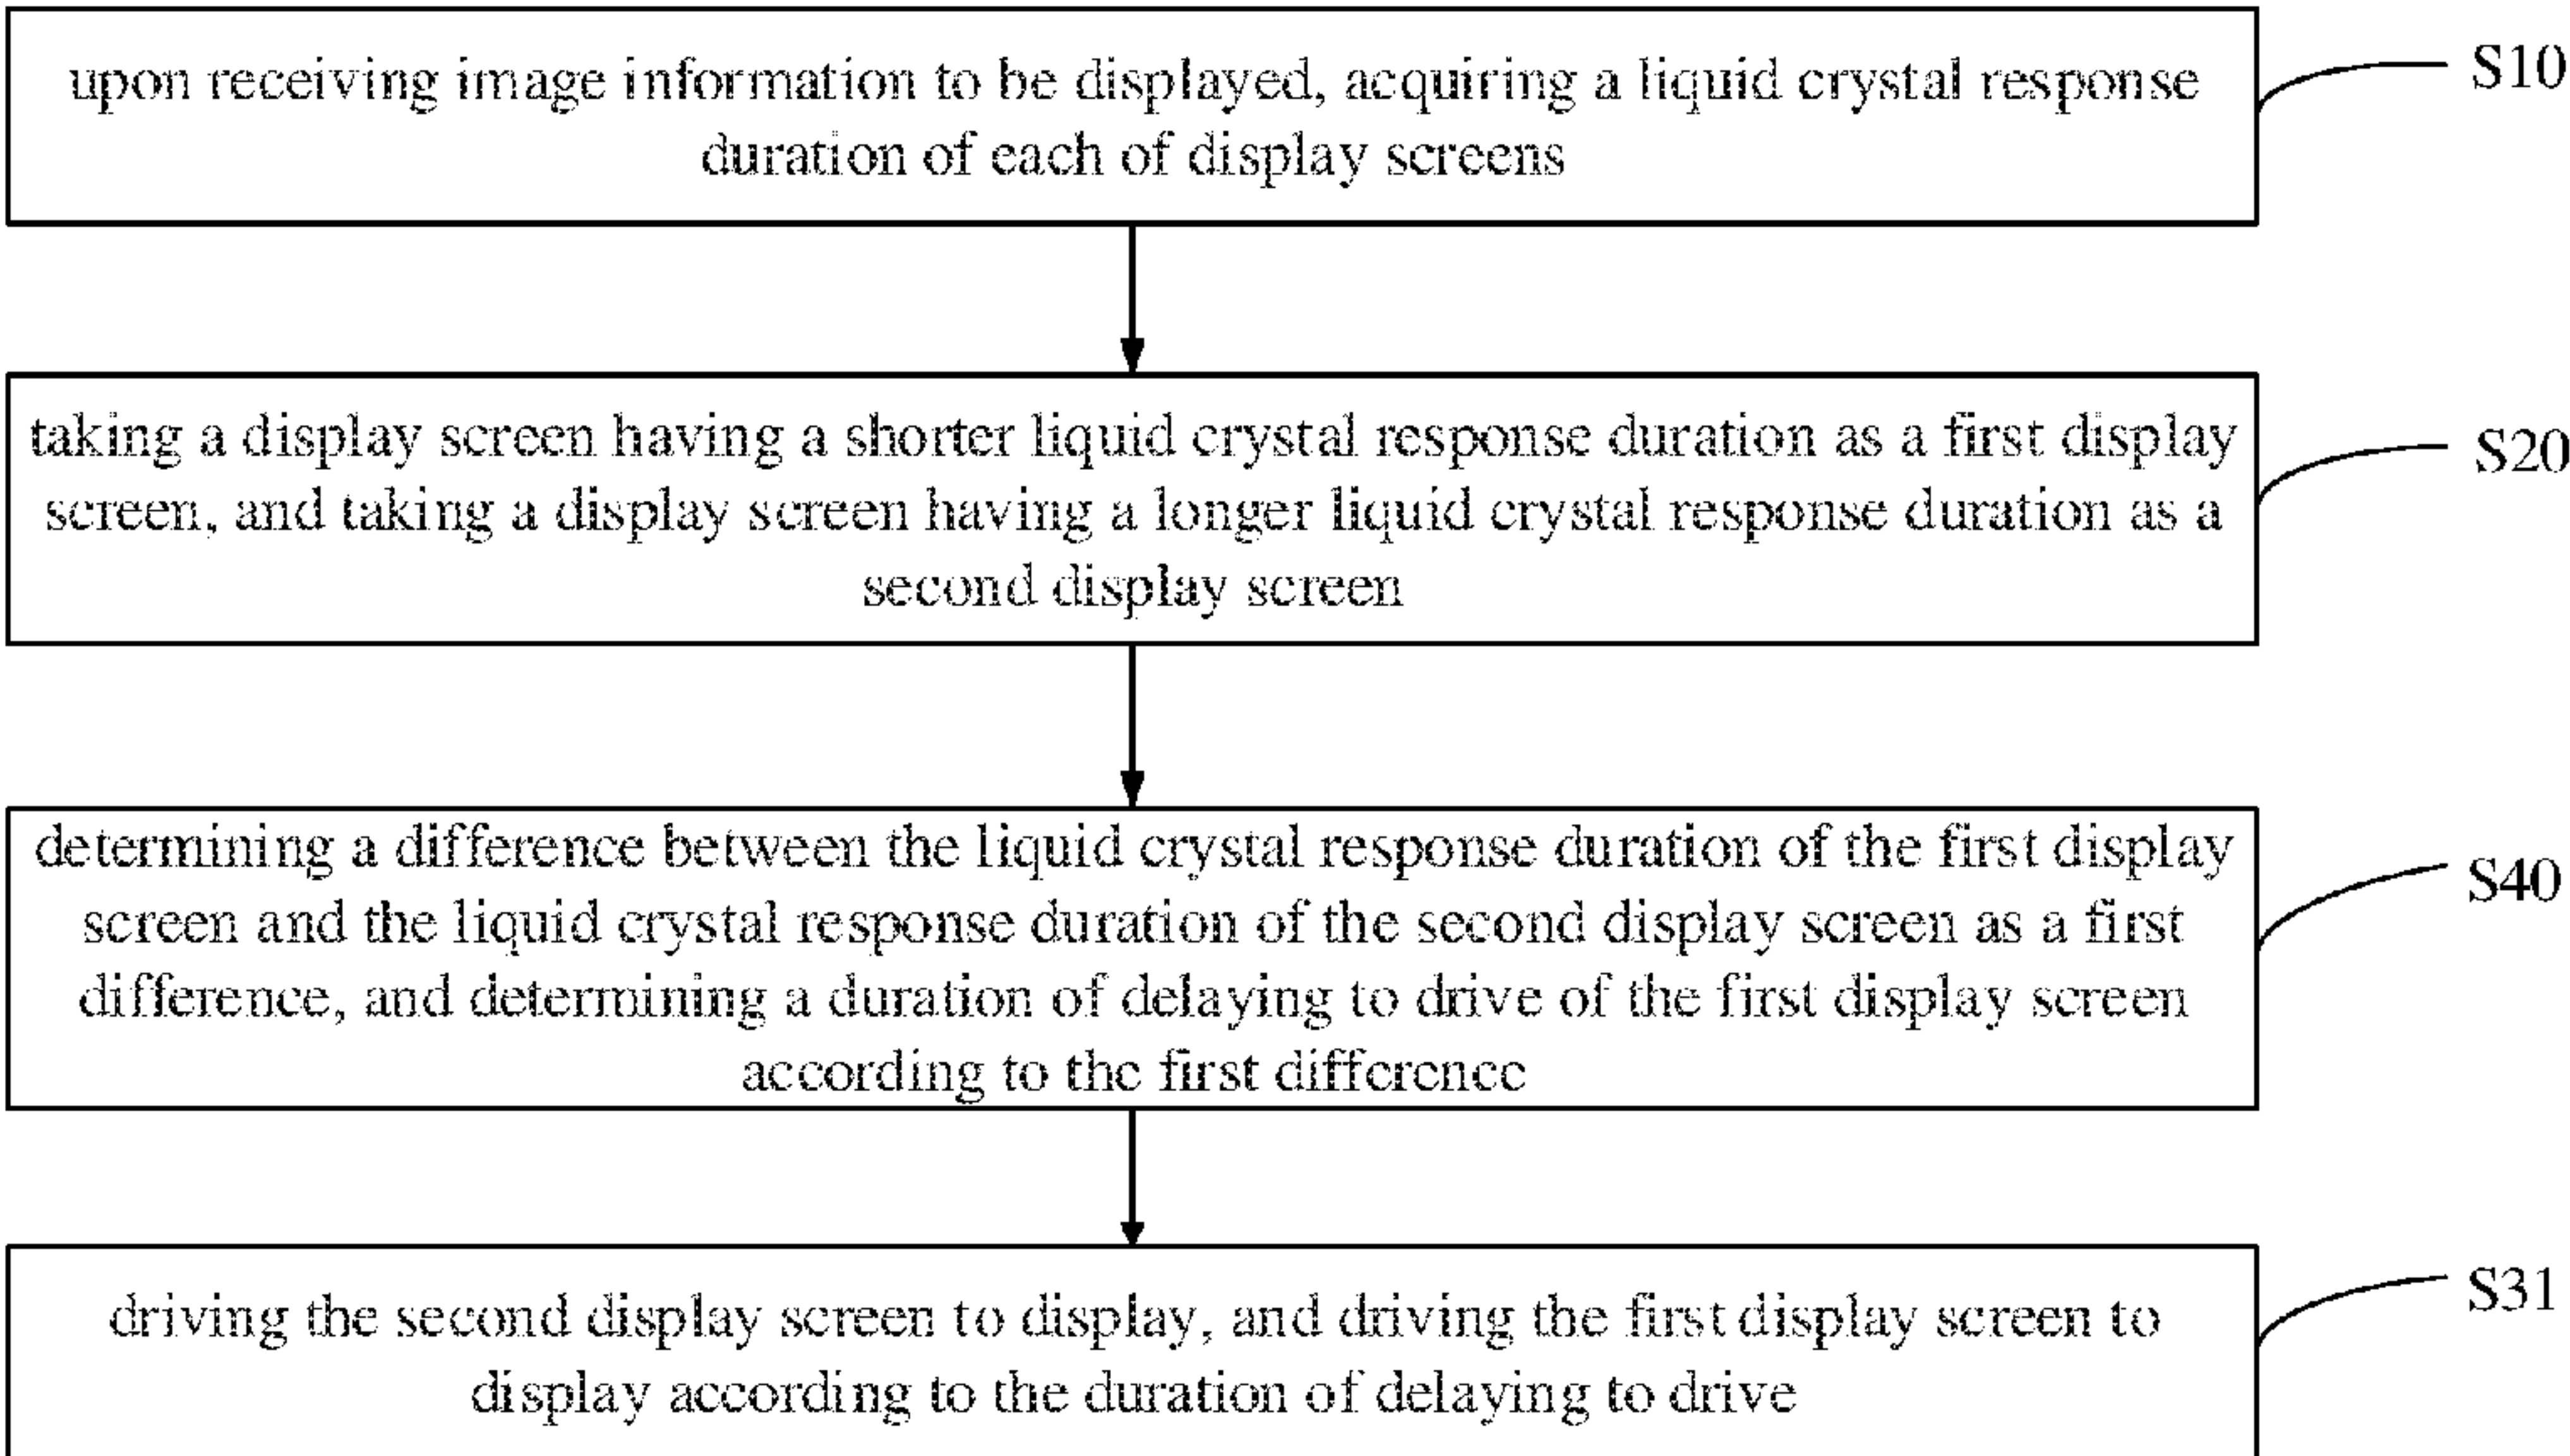 upon receiving image information to be displayed, acquiring a liquid crystal response
duration of each of display screens
S10
taking a display screen having a shorter liquid crystal response duration as a first display
screen, and taking a display screen having a longer liquid crystal response duration as a
second display screen
S20
determining a difference between the liquid crystal response duration of the first display
screen and the liquid crystal response duration of the second display screen as a first
difference, and determining a duration of delaying to drive of the first display screen
according to the first difference
S40
driving the second display screen to display, and driving the first display screen to
display according to the duration of delaying to drive
S31